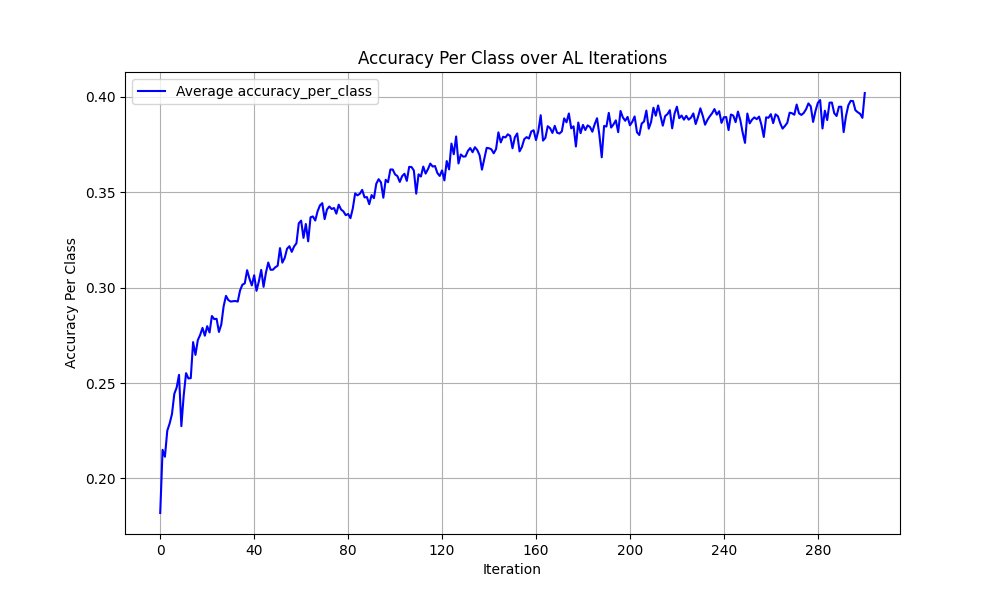 Accuracy Per Class over AL Iterations
Average accuracy_per_class
Accuracy Per Class
0.40
0.35
0.30
0.25
0.20
0 40 80 120 160 200 240 280
Iteration